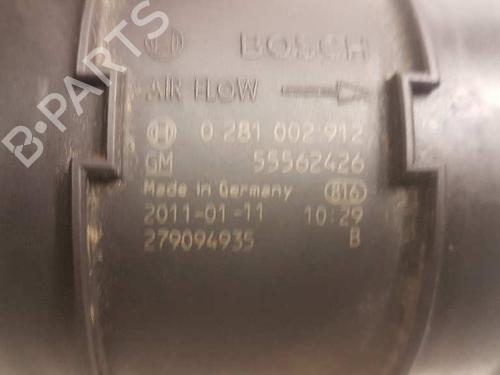 BOSCH
AIR FLOW
0 281 002 912
GM 55562426
Made in Germany 816
2011-01-11 10:29
279094935 B
B-PARTS